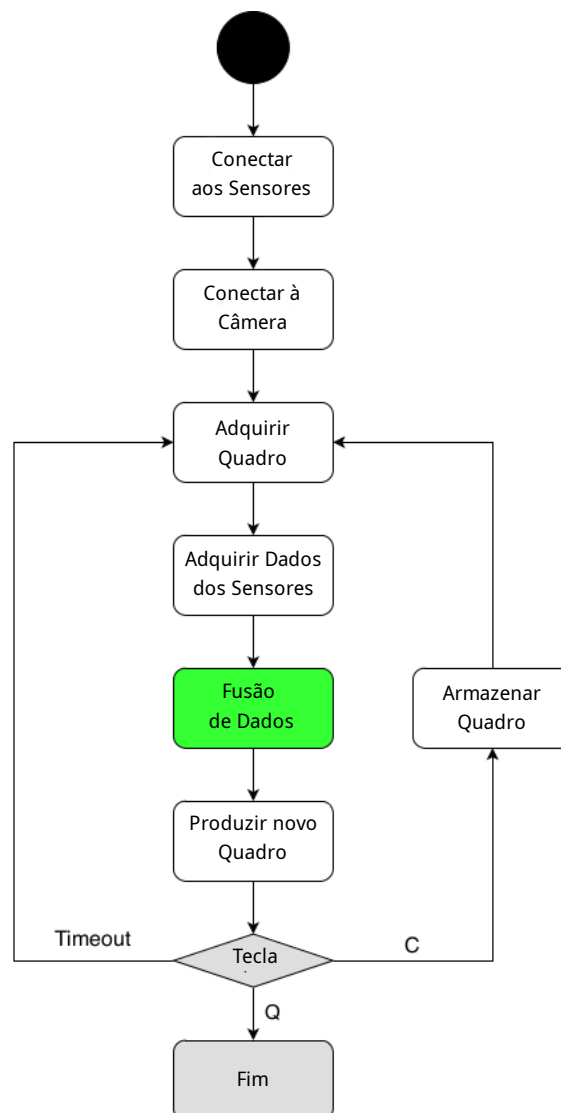 Conectar
aos Sensores
Conectar à
Câmera
Adquirir
Quadro
Adquirir Dados
dos Sensores
Fusão
de Dados
Armazenar
Quadro
Produzir novo
Quadro
Timeout
Tecla
C
Q
Fim